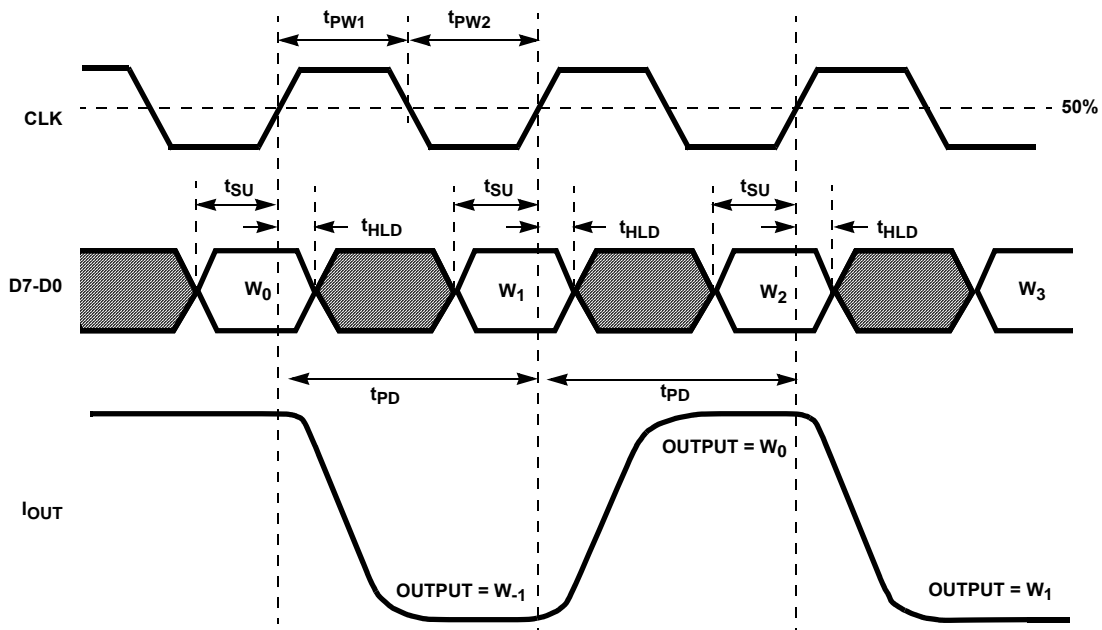 tPW1 tPW2
CLK
50%
tSU tSU tSU
tHLD tHLD tHLD
D7-D0
W0 W1 W2 W3
tPD tPD
OUTPUT = W0
IOUT
OUTPUT = W-1 OUTPUT = W1